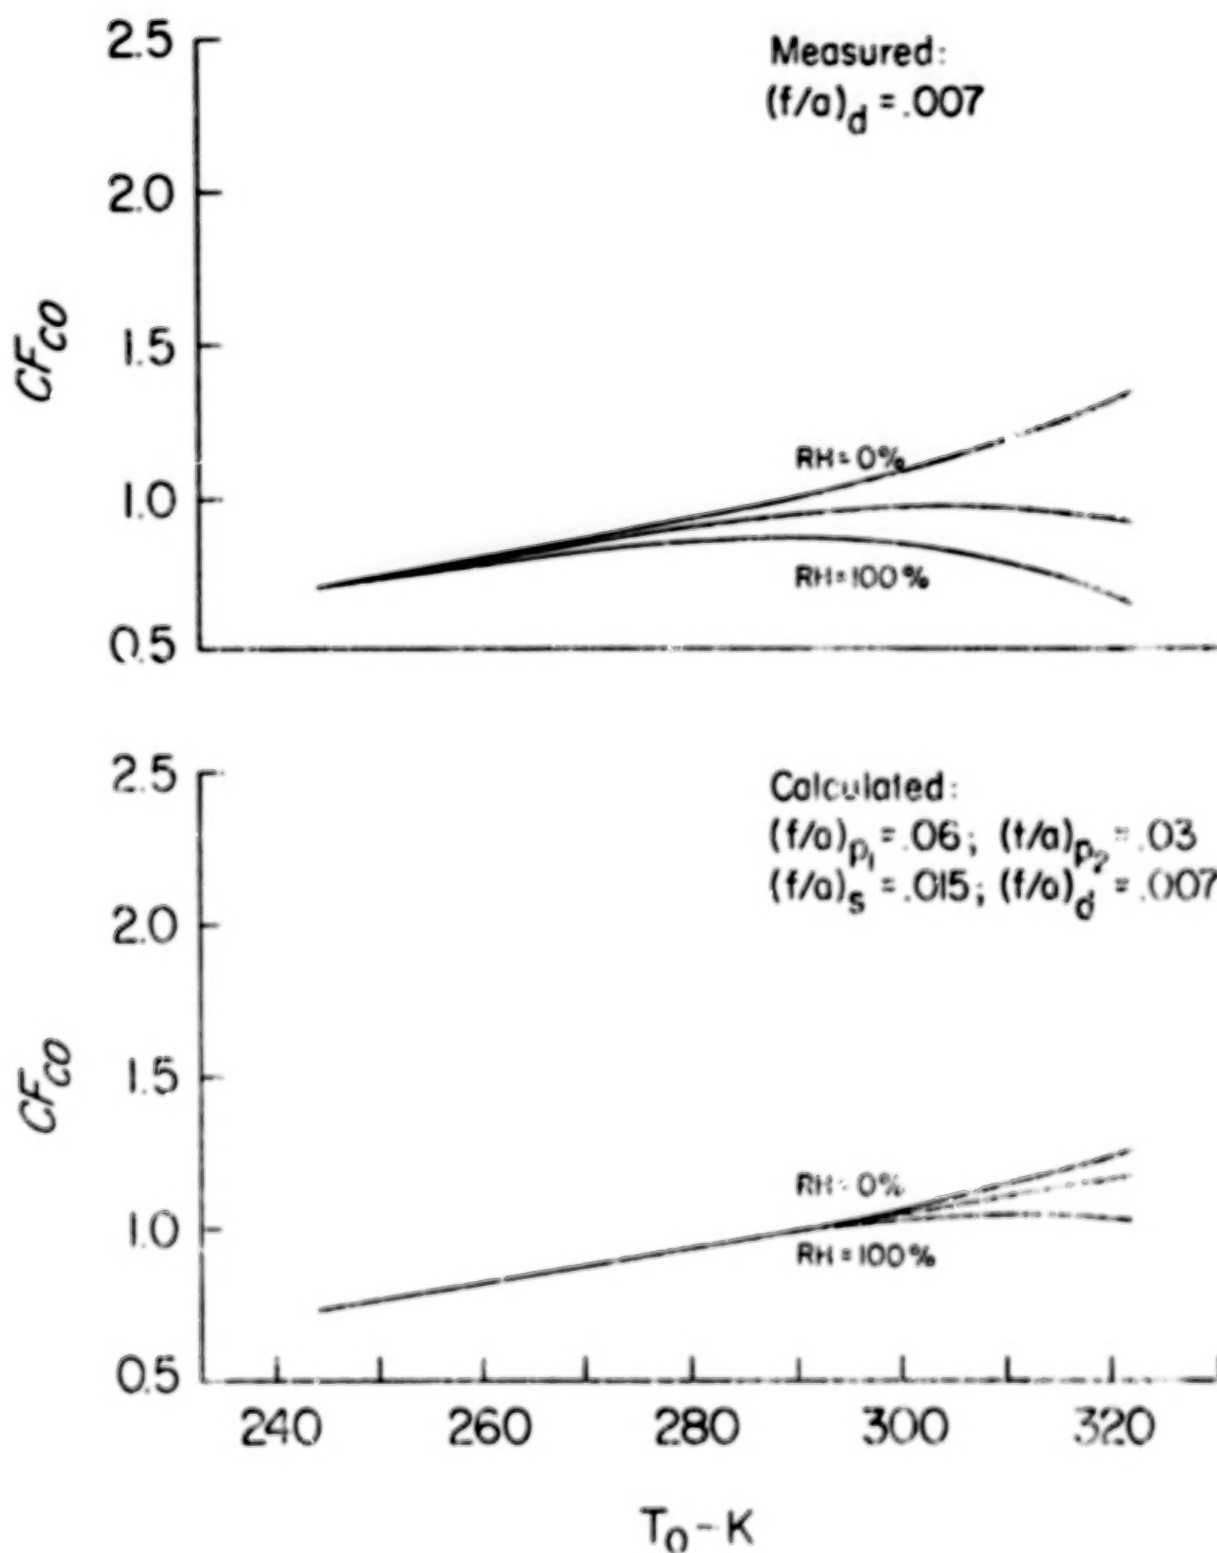 2.5
Measured:
(f/a)d = .007
2.0
CFco
1.5
RH = 0%
1.0
RH = 100%
0.5
2.5
Calculated:
(f/a)p1 = .06; (f/a)p2 = .03
(f/a)s = .015; (f/a)d = .007
2.0
CFco
1.5
RH = 0%
1.0
RH = 100%
0.5
240 260 280 300 320
To - K